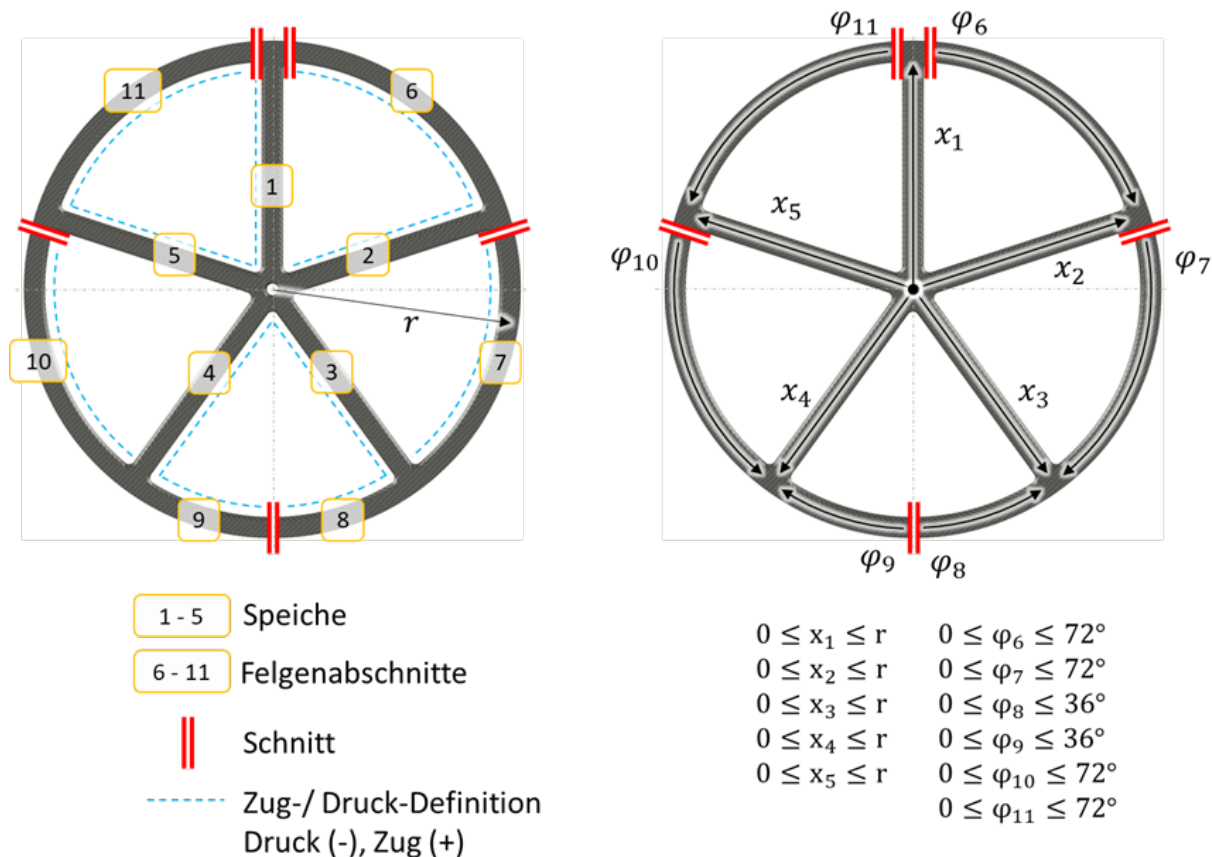 φ₁₁ φ₆
11 6
x₁
1
x₅
5 2
φ₁₀ x₂ φ₇
r
10 4 3 7
x₄ x₃
9 8
φ₉ φ₈
1 - 5 Speiche
6 - 11 Felgenabschnitte
Schnitt
Zug-/ Druck-Definition
Druck (-), Zug (+)
0 ≤ x₁ ≤ r 0 ≤ φ₆ ≤ 72°
0 ≤ x₂ ≤ r 0 ≤ φ₇ ≤ 72°
0 ≤ x₃ ≤ r 0 ≤ φ₈ ≤ 36°
0 ≤ x₄ ≤ r 0 ≤ φ₉ ≤ 36°
0 ≤ x₅ ≤ r 0 ≤ φ₁₀ ≤ 72°
0 ≤ φ₁₁ ≤ 72°